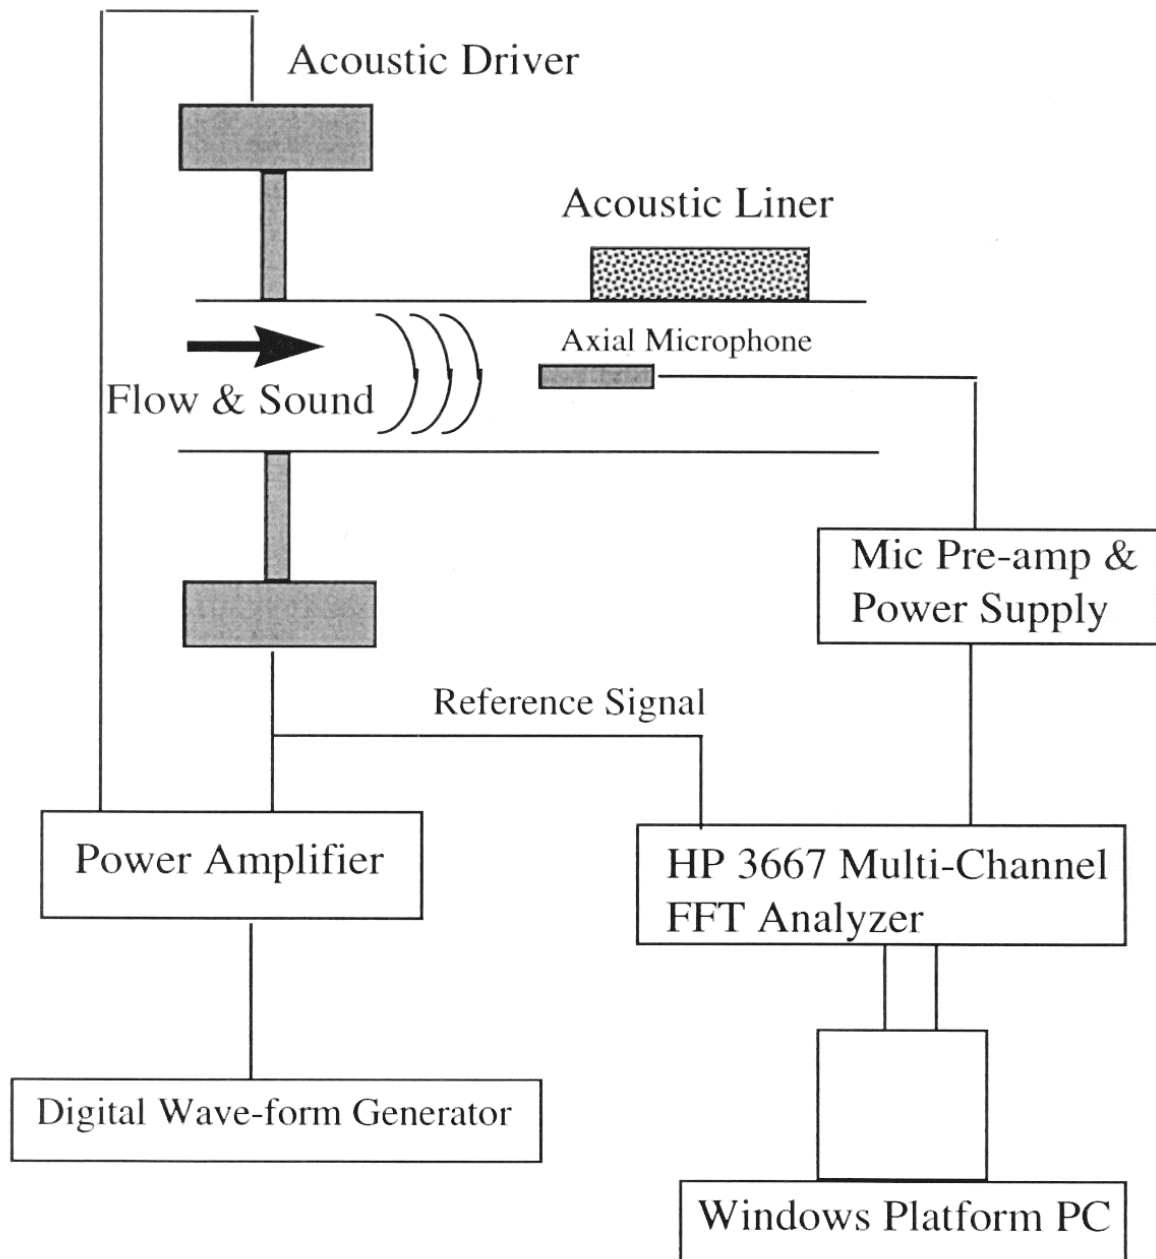 Acoustic Driver
Acoustic Liner
Axial Microphone
Flow & Sound
Mic Pre-amp &
Power Supply
Reference Signal
Power Amplifier
HP 3667 Multi-Channel
FFT Analyzer
Digital Wave-form Generator
Windows Platform PC